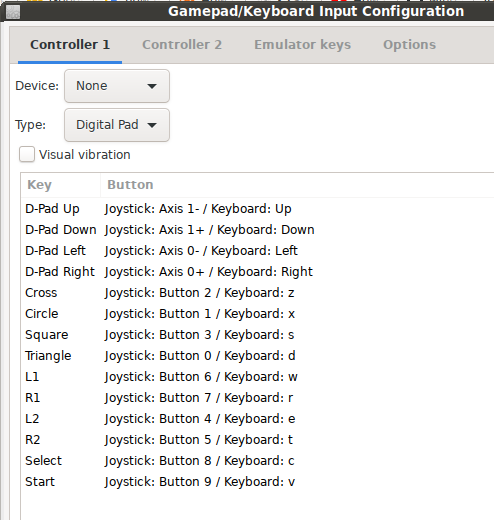 Gamepad/Keyboard Input Configuration
Controller 1 Controller 2 Emulator keys Options
Device: None
Type: Digital Pad
Visual vibration
Key Button
D-Pad Up Joystick: Axis 1- / Keyboard: Up
D-Pad Down Joystick: Axis 1+ / Keyboard: Down
D-Pad Left Joystick: Axis 0- / Keyboard: Left
D-Pad Right Joystick: Axis 0+ / Keyboard: Right
Cross Joystick: Button 2 / Keyboard: z
Circle Joystick: Button 1 / Keyboard: x
Square Joystick: Button 3 / Keyboard: s
Triangle Joystick: Button 0 / Keyboard: d
L1 Joystick: Button 6 / Keyboard: w
R1 Joystick: Button 7 / Keyboard: r
L2 Joystick: Button 4 / Keyboard: e
R2 Joystick: Button 5 / Keyboard: t
Select Joystick: Button 8 / Keyboard: c
Start Joystick: Button 9 / Keyboard: v